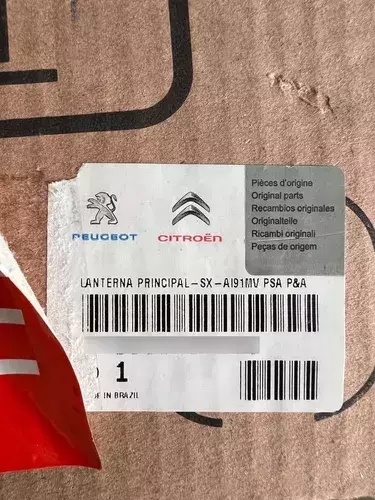 PEUGEOT
CITROËN
Pièces d'origine
Original parts
Recambios originales
Originalteile
Ricambi originali
Peças de origem
LANTERNA PRINCIPAL-SX-AI91MV PSA P&A
1
IN BRAZIL